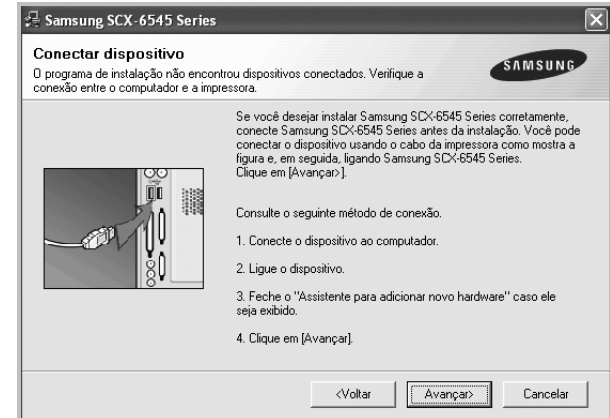 Samsung SCX-6545 Series
Conectar dispositivo
O programa de instalação não encontrou dispositivos conectados. Verifique a
conexão entre o computador e a impressora.
SAMSUNG
Se você desejar instalar Samsung SCX-6545 Series corretamente,
conecte Samsung SCX-6545 Series antes da instalação. Você pode
conectar o dispositivo usando o cabo da impressora como mostra a
figura e, em seguida, ligando Samsung SCX-6545 Series.
Clique em [Avançar>].
Consulte o seguinte método de conexão.
1. Conecte o dispositivo ao computador.
2. Ligue o dispositivo.
3. Feche o "Assistente para adicionar novo hardware" caso ele
seja exibido.
4. Clique em [Avançar].
<Voltar
Avançar>
Cancelar